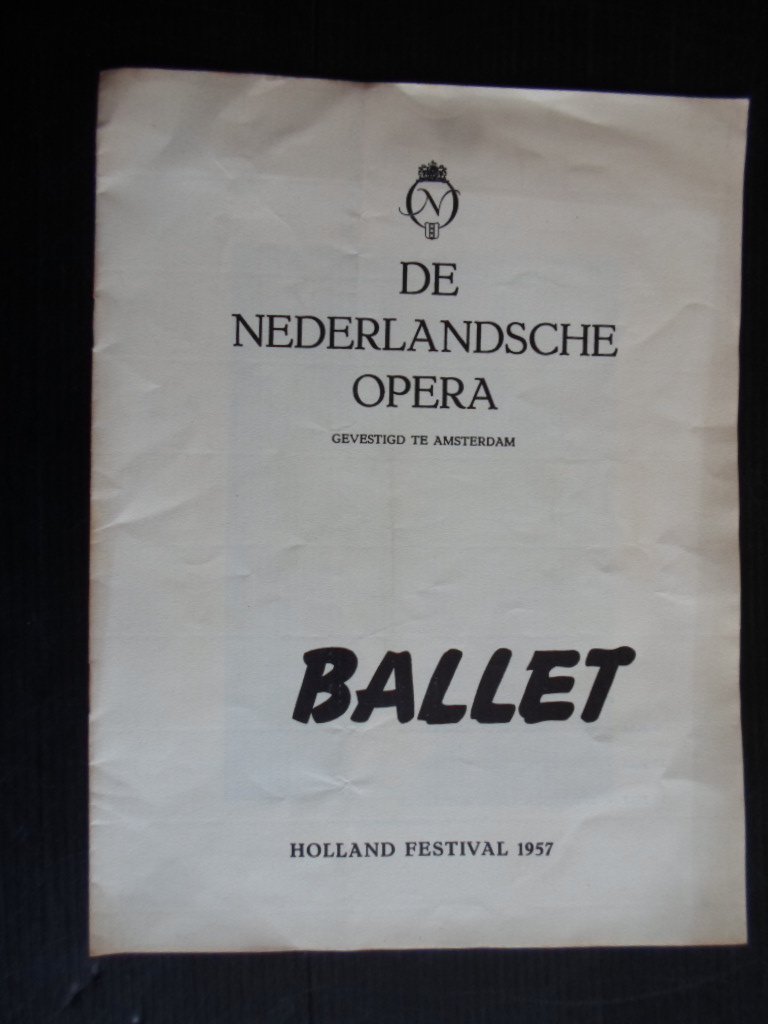 N
DE
NEDERLANDSCHE
OPERA
GEVESTIGD TE AMSTERDAM
BALLET
HOLLAND FESTIVAL 1957